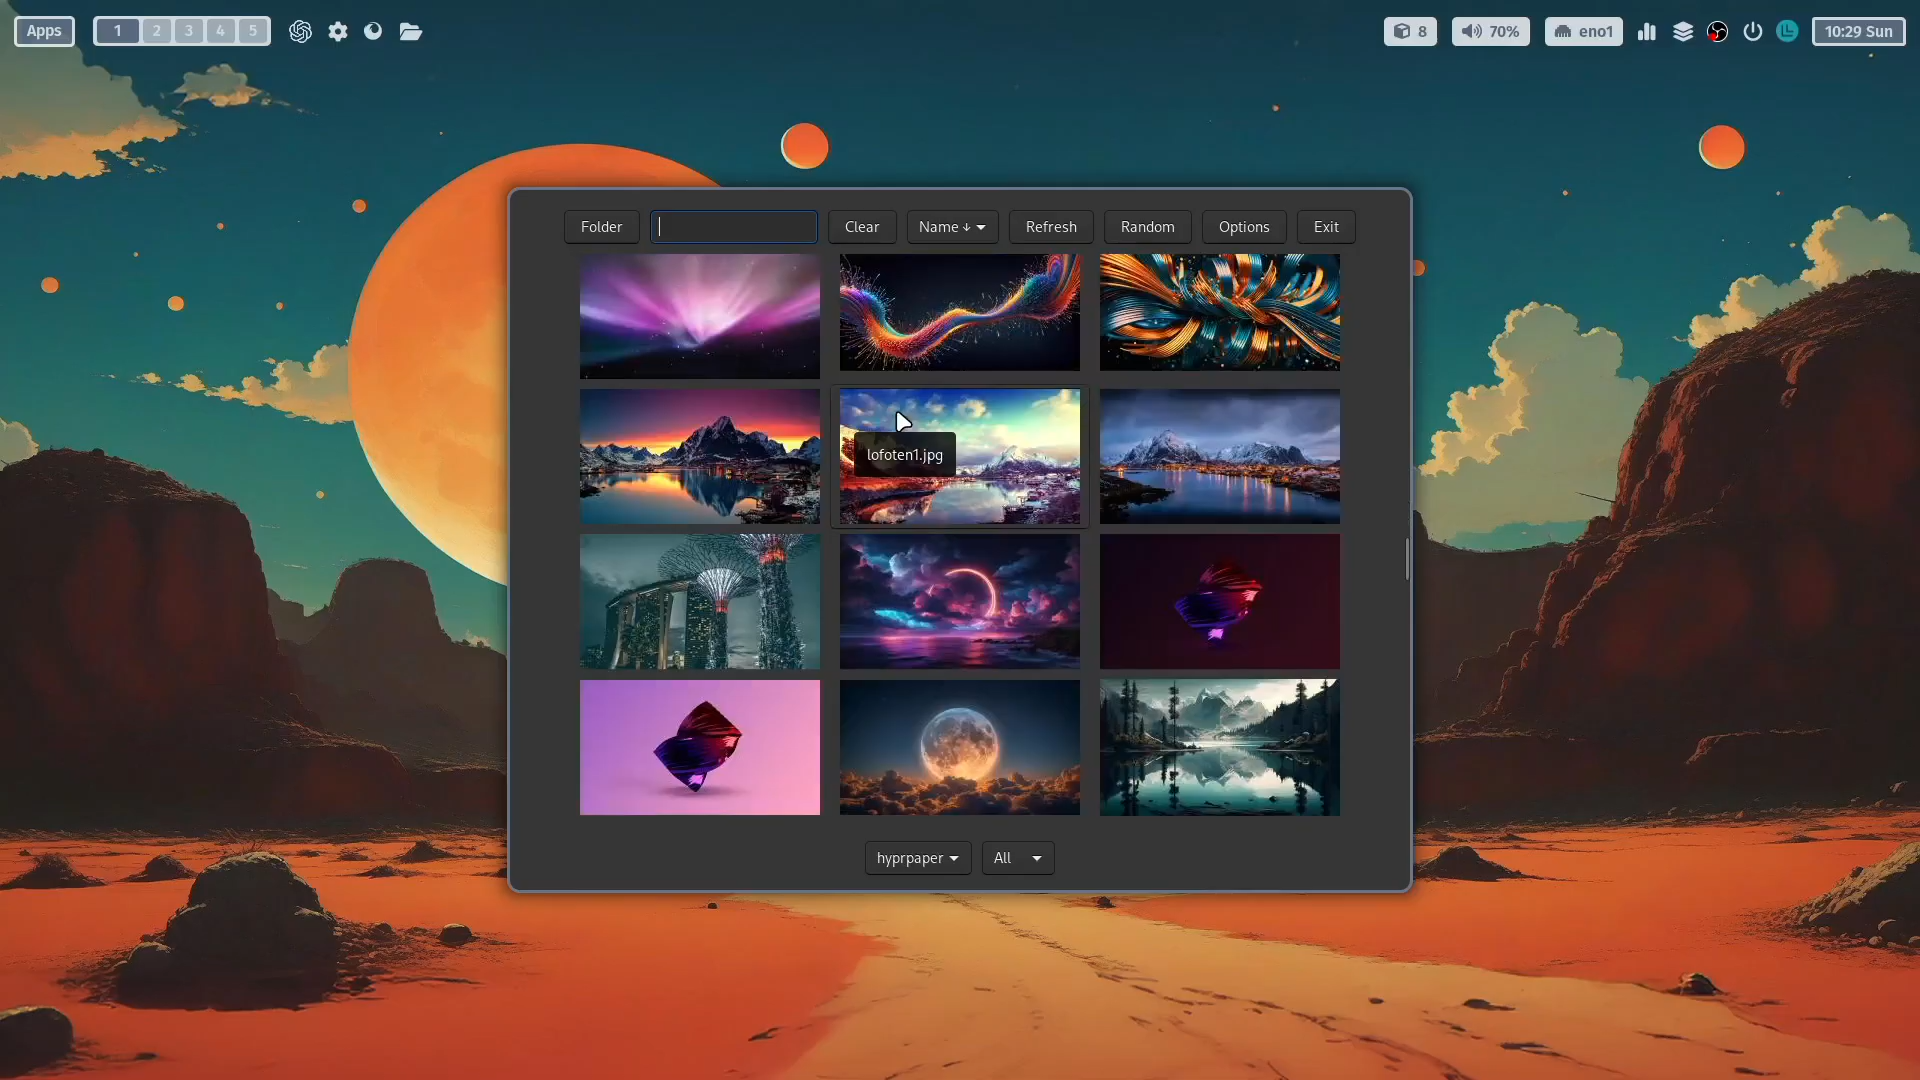 Apps
1 2 3 4 5
8
70%
eno1
10:29 Sun
Folder
Clear
Name ↓
Refresh
Random
Options
Exit
lofoten1.jpg
hyprpaper
All